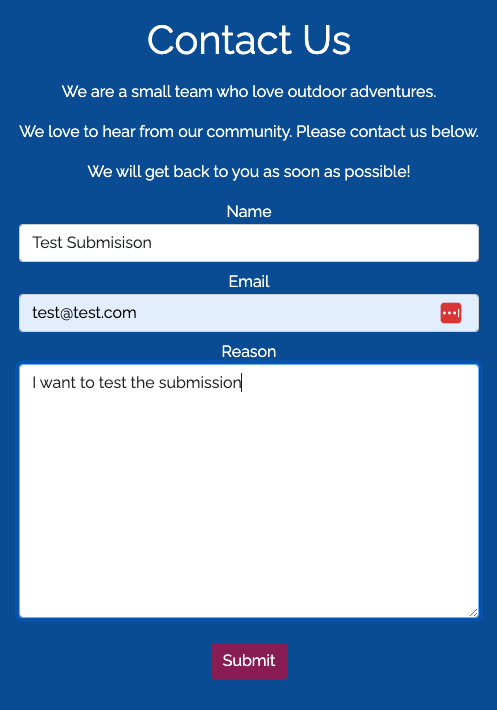 Contact Us
We are a small team who love outdoor adventures.
We love to hear from our community. Please contact us below.
We will get back to you as soon as possible!
Name
Test Submisison
Email
test@test.com
Reason
I want to test the submission
Submit